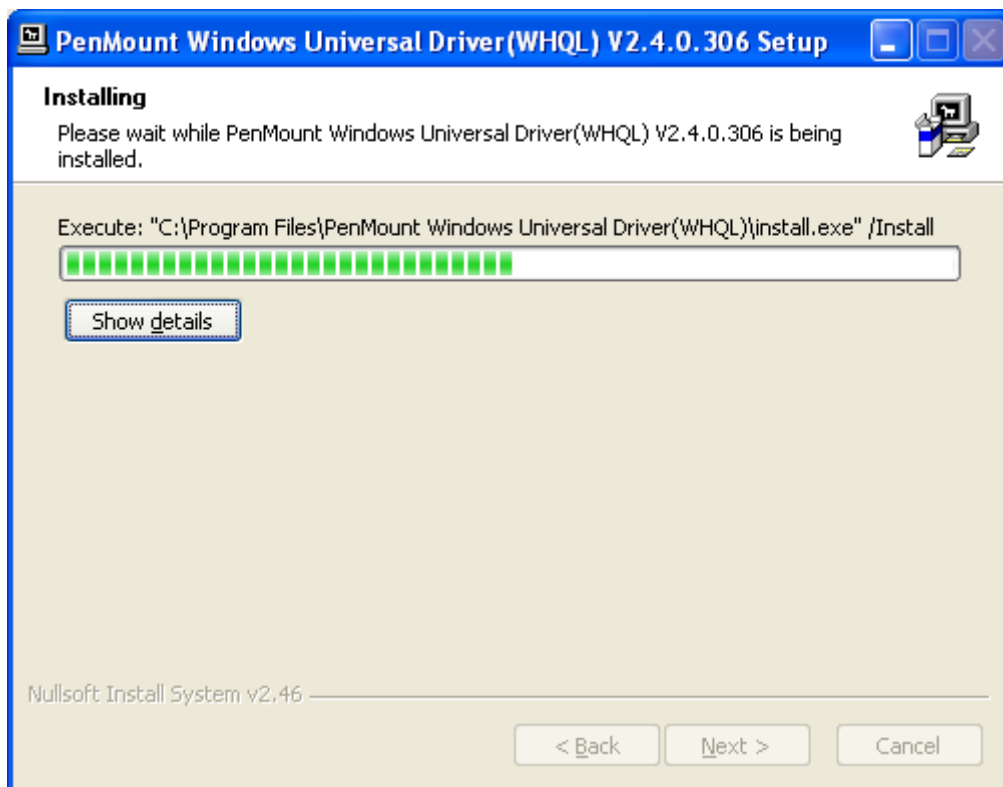 PenMount Windows Universal Driver(WHQL) V2.4.0.306 Setup
Installing
Please wait while PenMount Windows Universal Driver(WHQL) V2.4.0.306 is being
installed.
Execute: "C:\Program Files\PenMount Windows Universal Driver(WHQL)\install.exe" /Install
Show details
Nullsoft Install System v2.46
< Back Next > Cancel